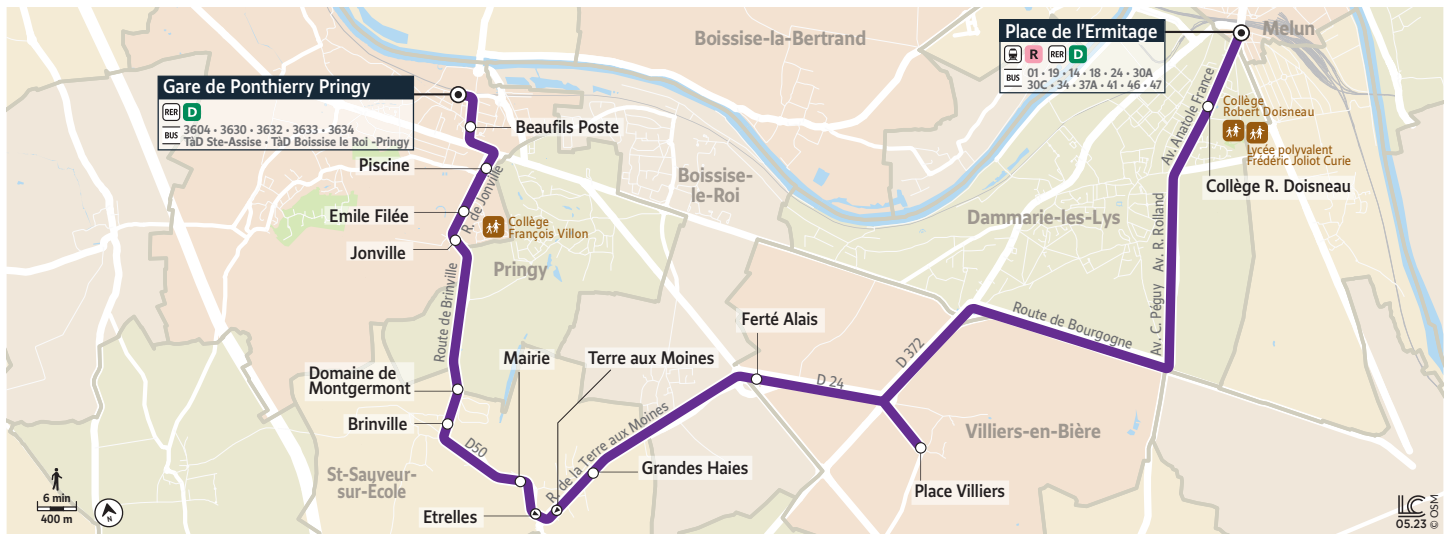 Boissise-la-Bertrand
Place de l'Ermitage
R RER D
BUS 01 • 19 • 14 • 18 • 24 • 30A
30C • 34 • 37A • 41 • 46 • 47
Melun
Gare de Ponthierry Pringy
RER D
BUS 3604 • 3630 • 3632 • 3633 • 3634
TàD Ste-Assise • TàD Boissise le Roi -Pringy
Beaufils Poste
Piscine
Emile Filée
Jonville
R. de Jonville
Collège
François Villon
Pringy
Boissise-
le-Roi
Av. Anatole France
Collège
Robert Doisneau
Lycée polyvalent
Frédéric Joliot Curie
Collège R. Doisneau
Dammarie-les-Lys
Av. R. Rolland
Av. C. Péguy
Route de Bourgogne
Route de Brinville
Ferté Alais
D 372
D 24
Domaine de
Montgermont
Mairie
Terre aux Moines
Brinville
D50
R. de la Terre aux Moines
Villiers-en-Bière
St-Sauveur-
sur-École
Grandes Haies
Place Villiers
Etrelles
6 min
400 m
N
LC
05.23 © OSM